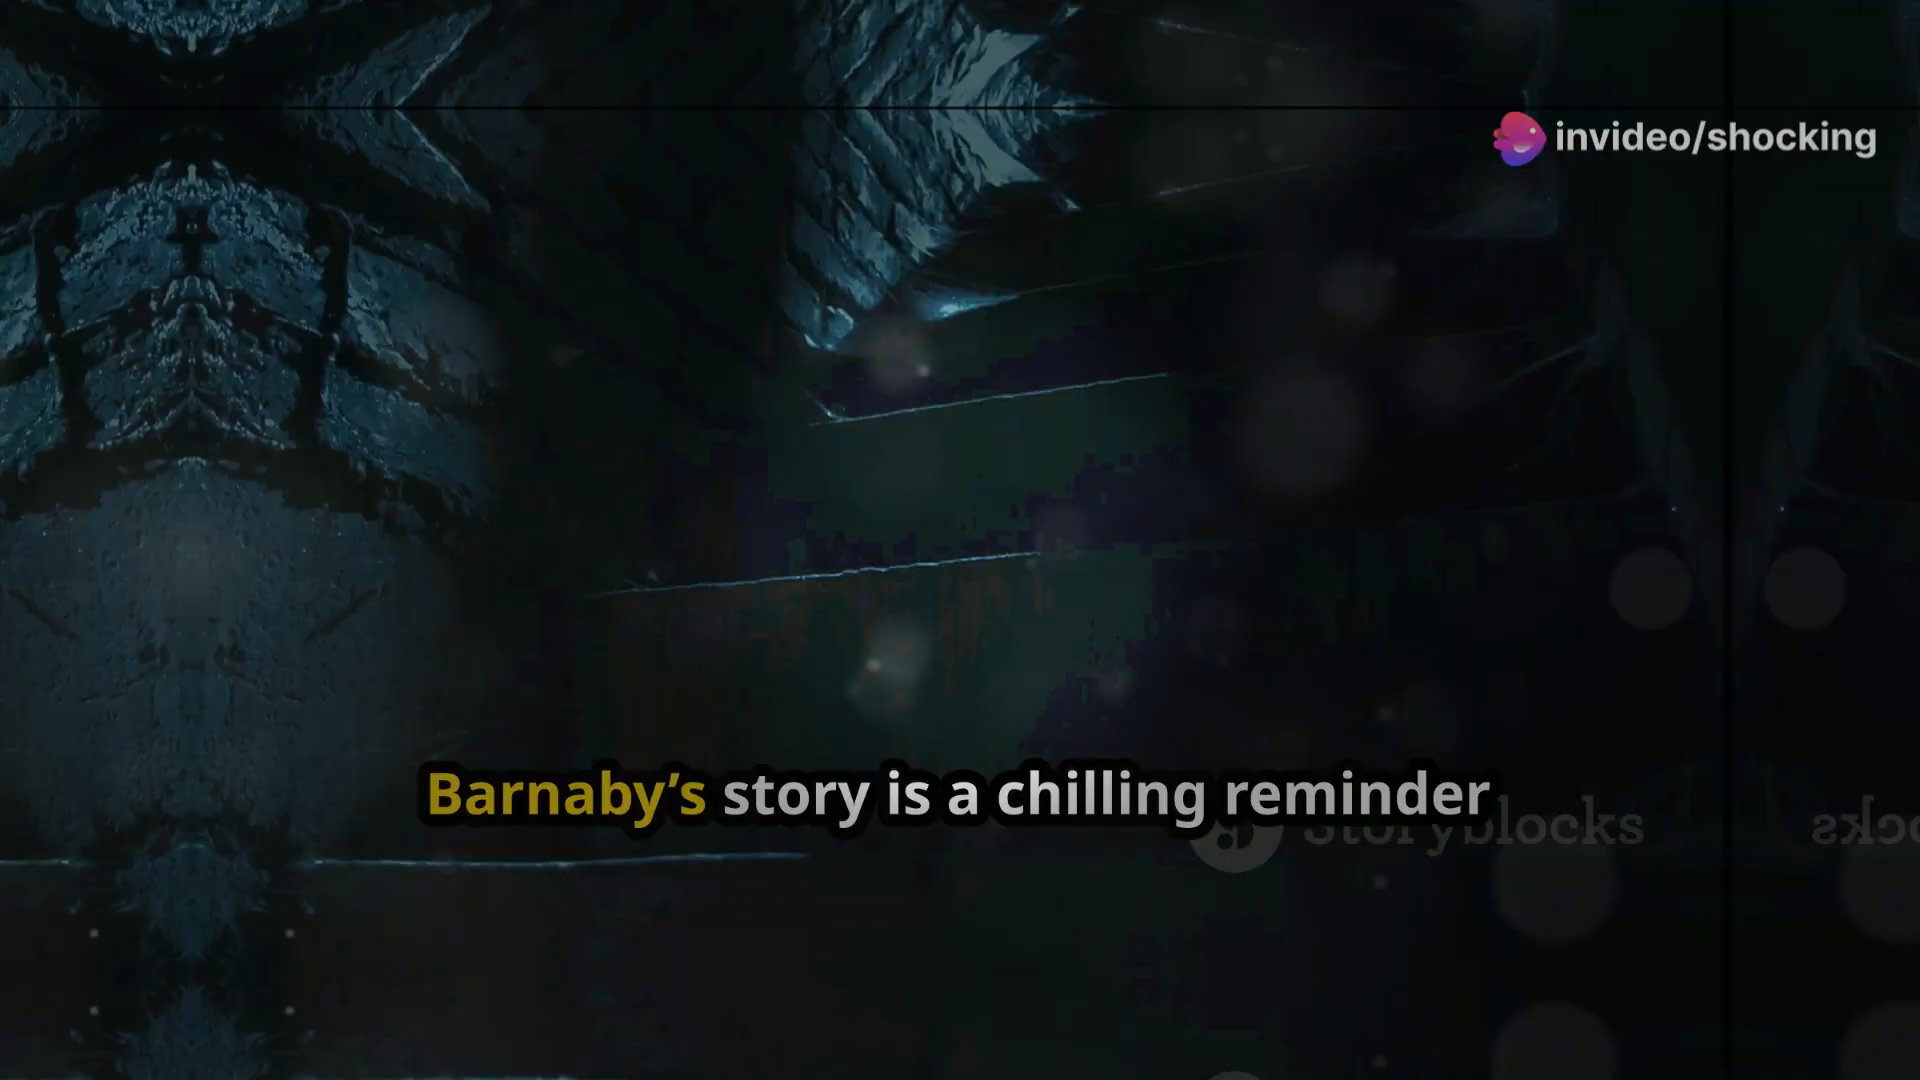 invideo/shocking
Barnaby’s story is a chilling reminder
Storyblocks